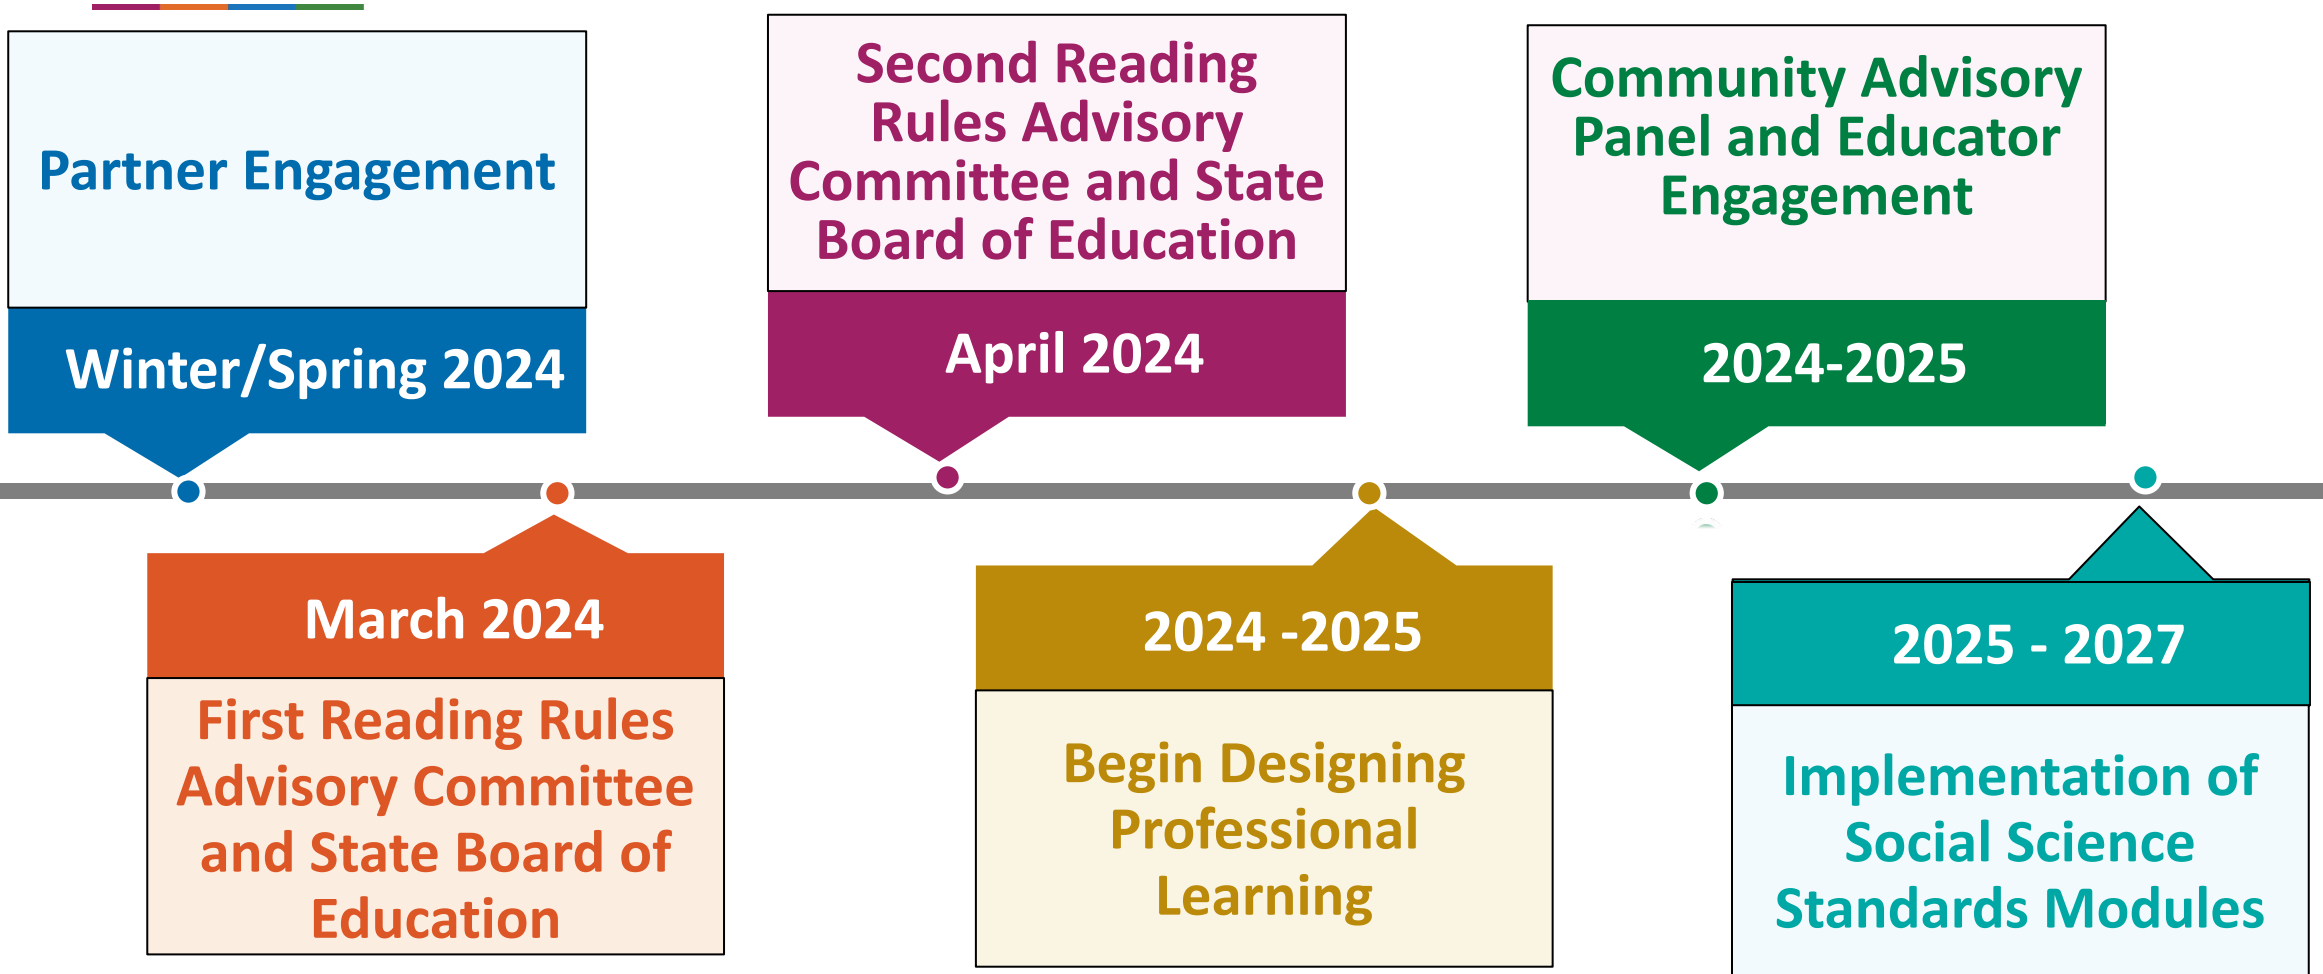 Partner Engagement
Winter/Spring 2024
March 2024
First Reading Rules
Advisory Committee
and State Board of
Education
Second Reading
Rules Advisory
Committee and State
Board of Education
April 2024
2024 -2025
Begin Designing
Professional
Learning
Community Advisory
Panel and Educator
Engagement
2024-2025
2025 - 2027
Implementation of
Social Science
Standards Modules